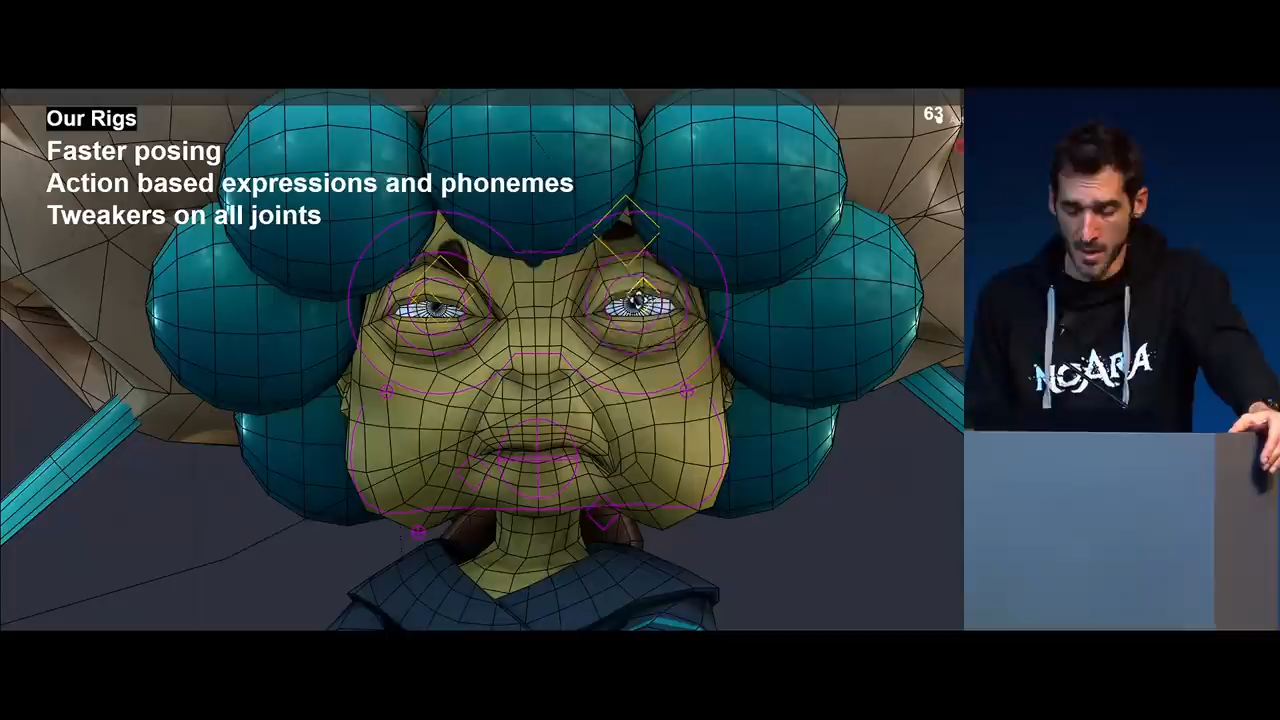 Our Rigs
63
Faster posing
Action based expressions and phonemes
Tweakers on all joints
NOARA